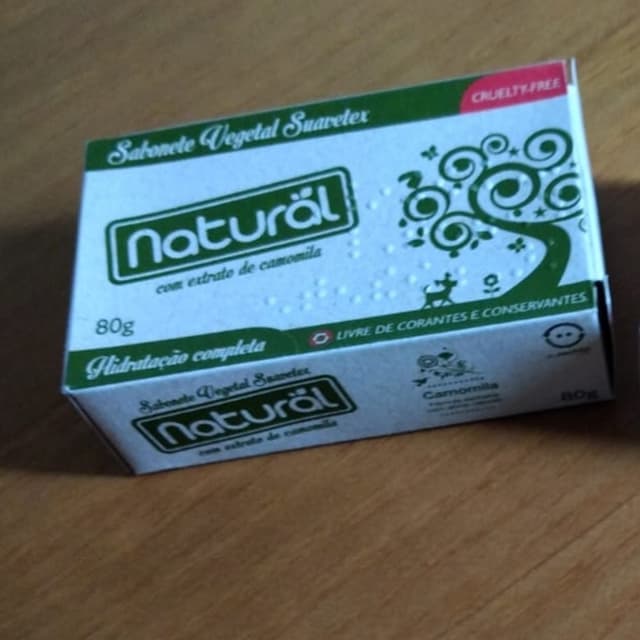 CRUELTY-FREE
Sabonete Vegetal Suavetex
naturäl
com extrato de camomila
80g
Hidratação completa
LIVRE DE CORANTES E CONSERVANTES
Sabonete Vegetal Suavetex
naturäl
com extrato de camomila
Camomila
80g